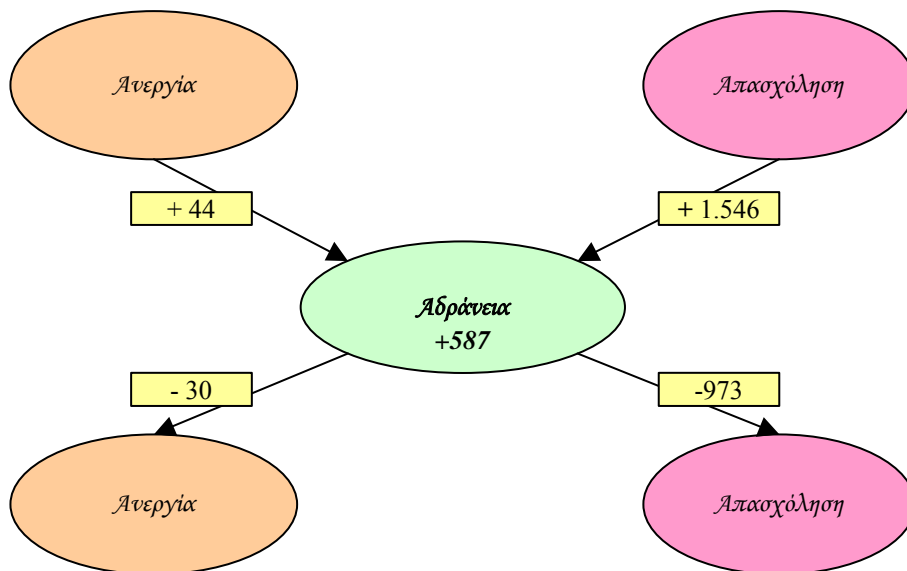 Ανεργία
Απασχόληση
+ 44
+ 1.546
Αδράνεια
+587
- 30
-973
Ανεργία
Απασχόληση